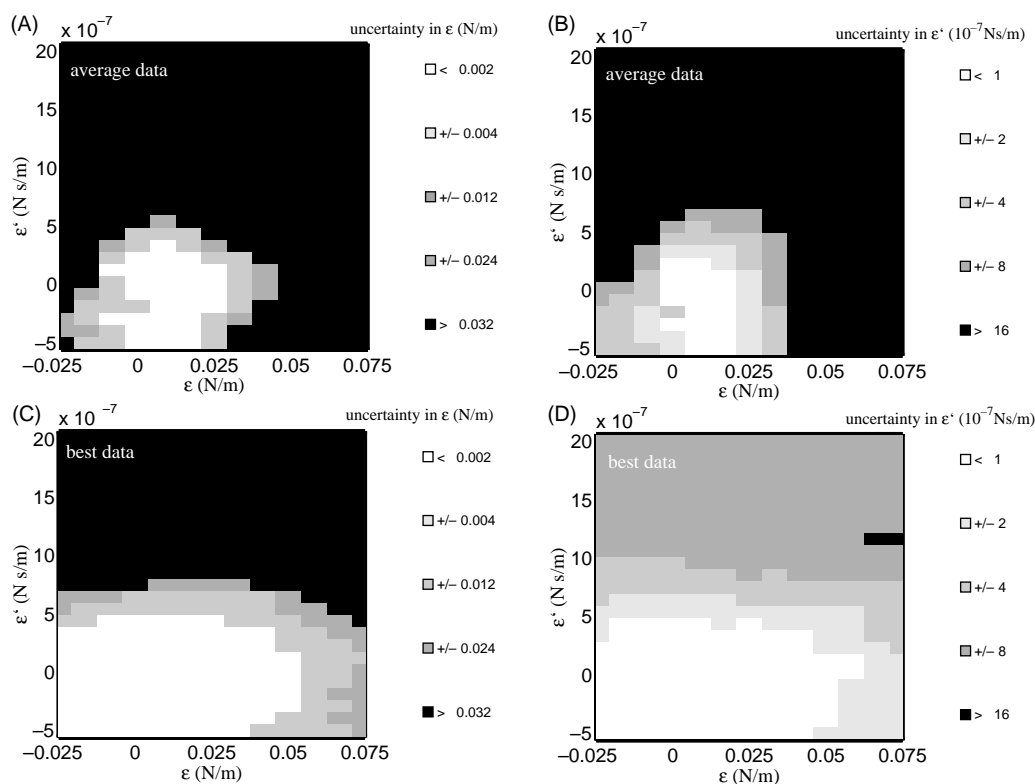 (A)
x 10⁻⁷
uncertainty in ε (N/m)
average data
20
15
10
5
0
−5
ε‘ (N s/m)
−0.025 0 0.025 0.05 0.075
ε (N/m)
< 0.002
+/− 0.004
+/− 0.012
+/− 0.024
> 0.032
(B)
x 10⁻⁷
uncertainty in ε‘ (10⁻⁷Ns/m)
average data
20
15
10
5
0
−5
ε‘ (N s/m)
−0.025 0 0.025 0.05 0.075
ε (N/m)
< 1
+/− 2
+/− 4
+/− 8
> 16
(C)
x 10⁻⁷
uncertainty in ε (N/m)
best data
20
15
10
5
0
−5
ε‘ (N s/m)
−0.025 0 0.025 0.05 0.075
ε (N/m)
< 0.002
+/− 0.004
+/− 0.012
+/− 0.024
> 0.032
(D)
x 10⁻⁷
uncertainty in ε‘ (10⁻⁷Ns/m)
best data
20
15
10
5
0
−5
ε‘ (N s/m)
−0.025 0 0.025 0.05 0.075
ε (N/m)
< 1
+/− 2
+/− 4
+/− 8
> 16